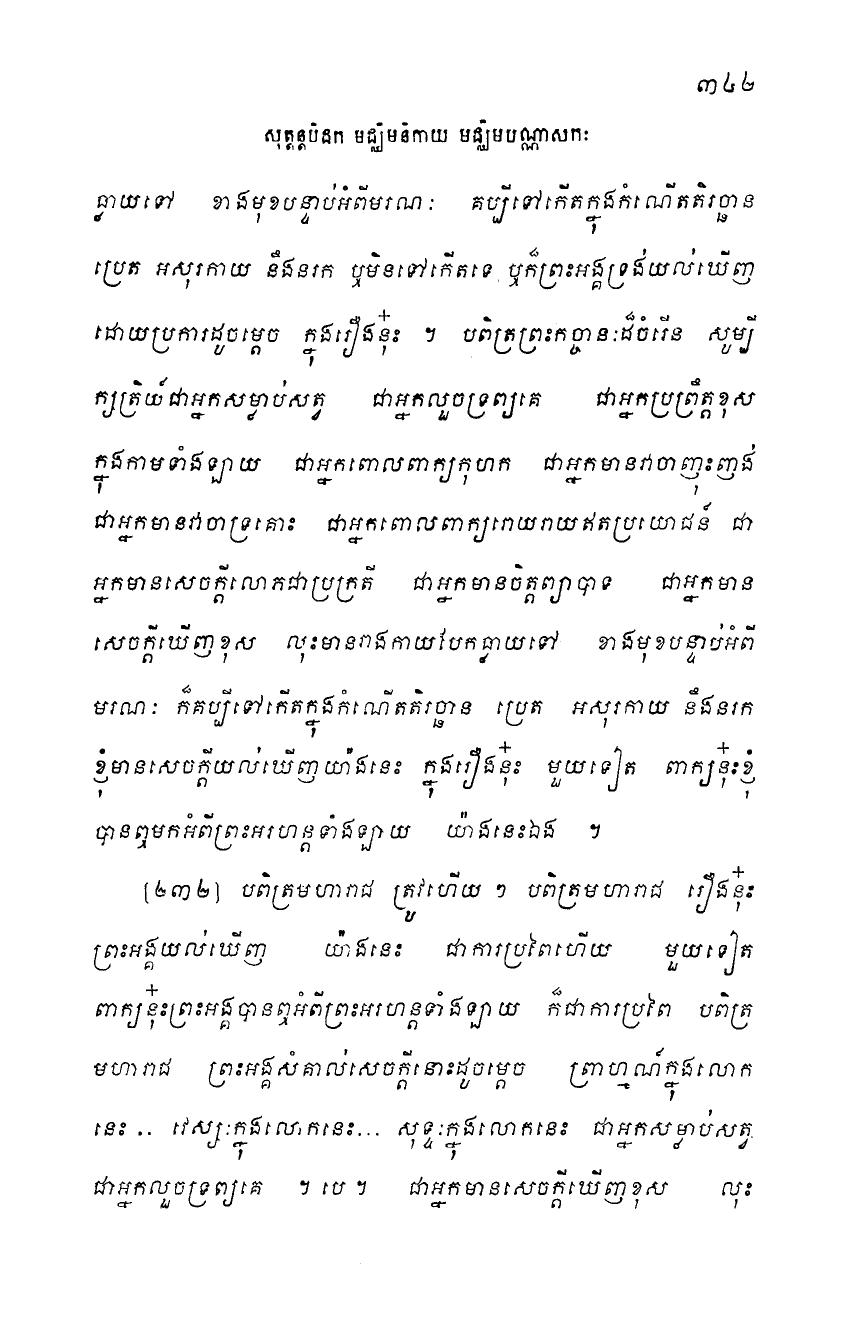 ៣៤២
សុត្តន្តបិដក មជ្ឈិមនិកាយ មជ្ឈិមបណ្ណាសកៈ
ធ្លាយទៅ ខាងមុខបន្ទាប់អំពីមរណៈ គប្បីទៅកើតក្នុងកំណើតតិរច្ឆាន
ប្រេត អសុរកាយ នឹងនរក ឬមិនទៅកើតទេ ឬក៏ព្រះអង្គទ្រង់យល់ឃើញ
ដោយប្រការដូចម្តេច ក្នុងរឿងនុ៎ះ ។ បពិត្រព្រះកច្ចានៈដ៏ចំរើន សូម្បី
ក្សត្រិយ៍ជាអ្នកសម្លាប់សត្វ ជាអ្នកលួចទ្រព្យគេ ជាអ្នកប្រព្រឹត្តខុស
ក្នុងកាមទាំងឡាយ ជាអ្នកពោលពាក្យកុហក ជាអ្នកមានវាចាញុះញង់
ជាអ្នកមានវាចាទ្រគោះ ជាអ្នកពោលពាក្យរោយរាយឥតប្រយោជន៍ ជា
អ្នកមានសេចក្តីលោភជាប្រក្រតី ជាអ្នកមានចិត្តព្យាបាទ ជាអ្នកមាន
សេចក្តីឃើញខុស លុះមានរាងកាយបែកធ្លាយទៅ ខាងមុខបន្ទាប់អំពី
មរណៈ ក៏គប្បីទៅកើតក្នុងកំណើតតិរច្ឆាន ប្រេត អសុរកាយ នឹងនរក
ខ្ញុំមានសេចក្តីយល់ឃើញយ៉ាងនេះ ក្នុងរឿងនុ៎ះ មួយទៀត ពាក្យនុ៎ះខ្ញុំ
បានឮមកអំពីព្រះអរហន្តទាំងឡាយ យ៉ាងនេះឯង ។
[២៣២] បពិត្រមហារាជ ត្រូវហើយ ៗ បពិត្រមហារាជ រឿងនុ៎ះ
ព្រះអង្គយល់ឃើញ យ៉ាងនេះ ជាការប្រពៃហើយ មួយទៀត
ពាក្យនុ៎ះព្រះអង្គបានឮអំពីព្រះអរហន្តទាំងឡាយ ក៏ជាការប្រពៃ បពិត្រ
មហារាជ ព្រះអង្គសំគាល់សេចក្តីនោះដូចម្តេច ព្រាហ្មណ៍ក្នុងលោក
នេះ .. វេស្សៈក្នុងលោកនេះ... សុទ្ទៈក្នុងលោកនេះ ជាអ្នកសម្លាប់សត្វ
ជាអ្នកលួចទ្រព្យគេ ។ បេ ។ ជាអ្នកមានសេចក្តីឃើញខុស លុះ